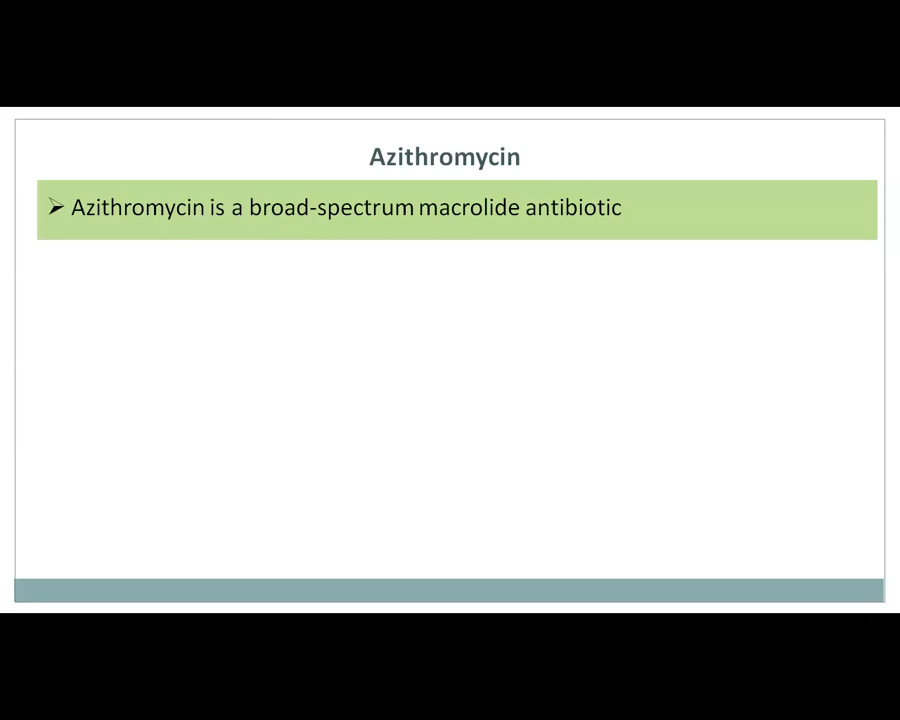 Azithromycin
➢ Azithromycin is a broad-spectrum macrolide antibiotic